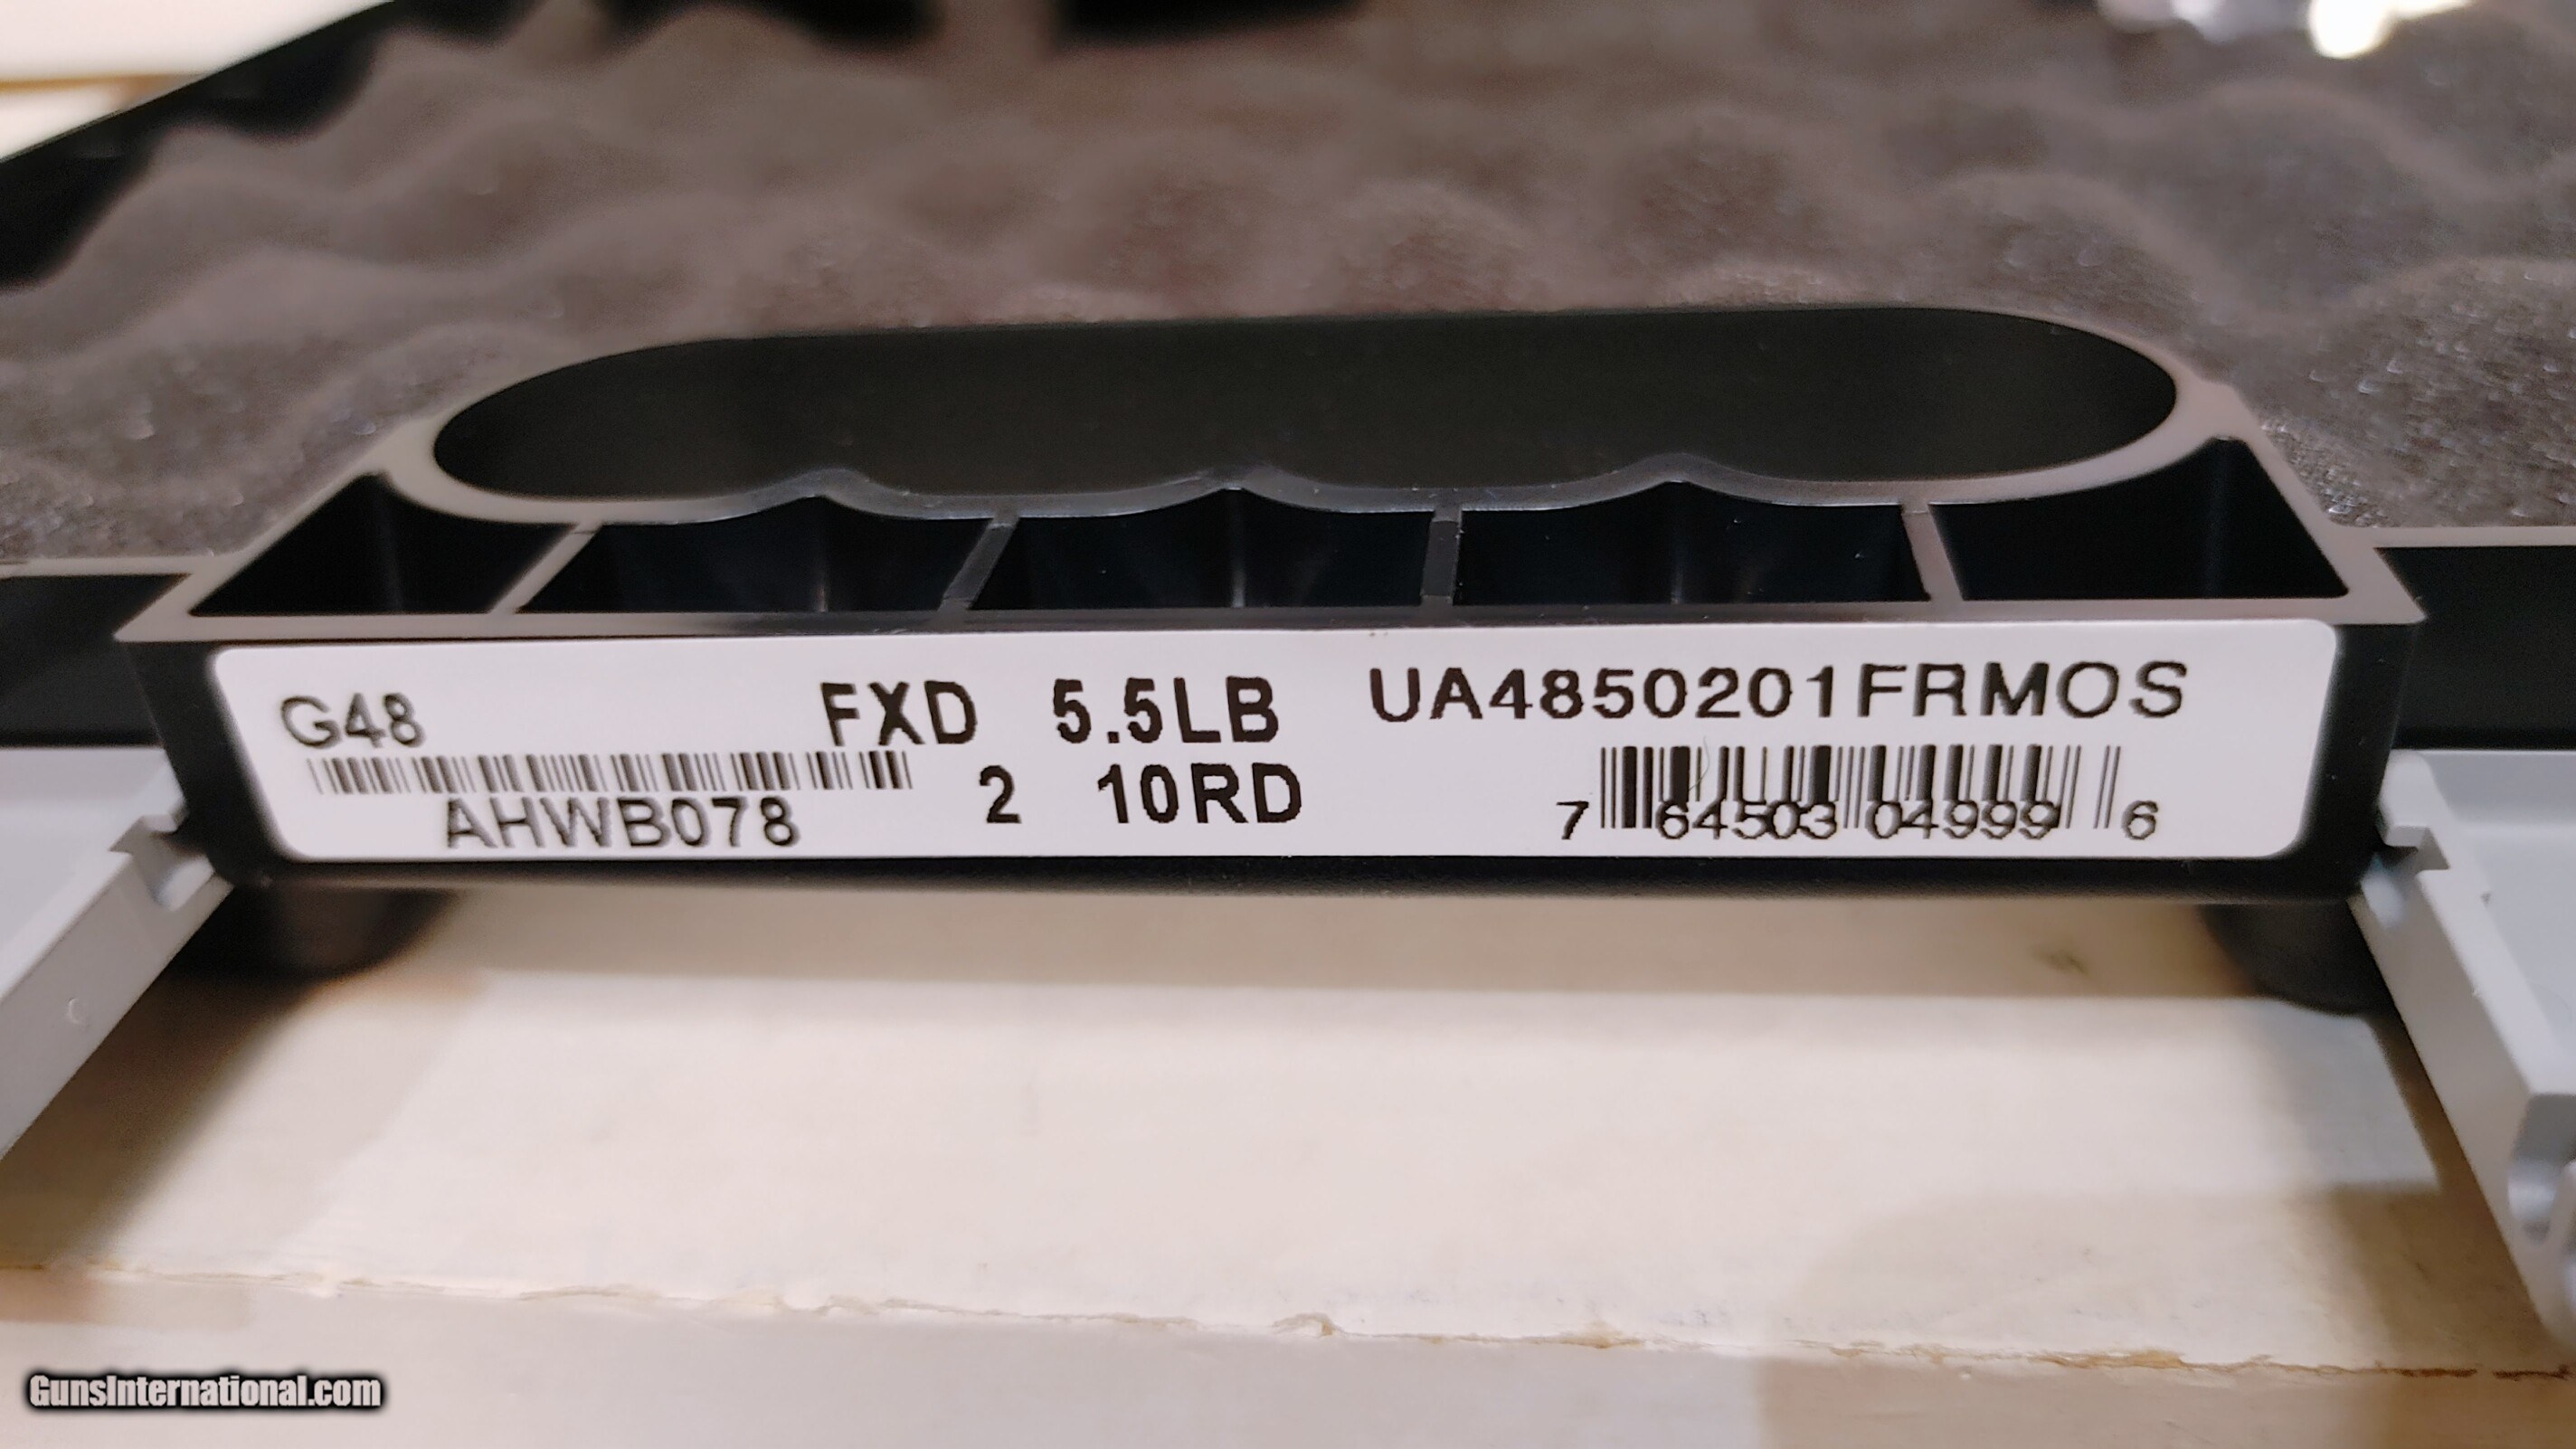 G48 FXD 5.5LB UA4850201FRMOS
AHWB078 2 10RD 7 64503 04999 6
GunsInternational.com